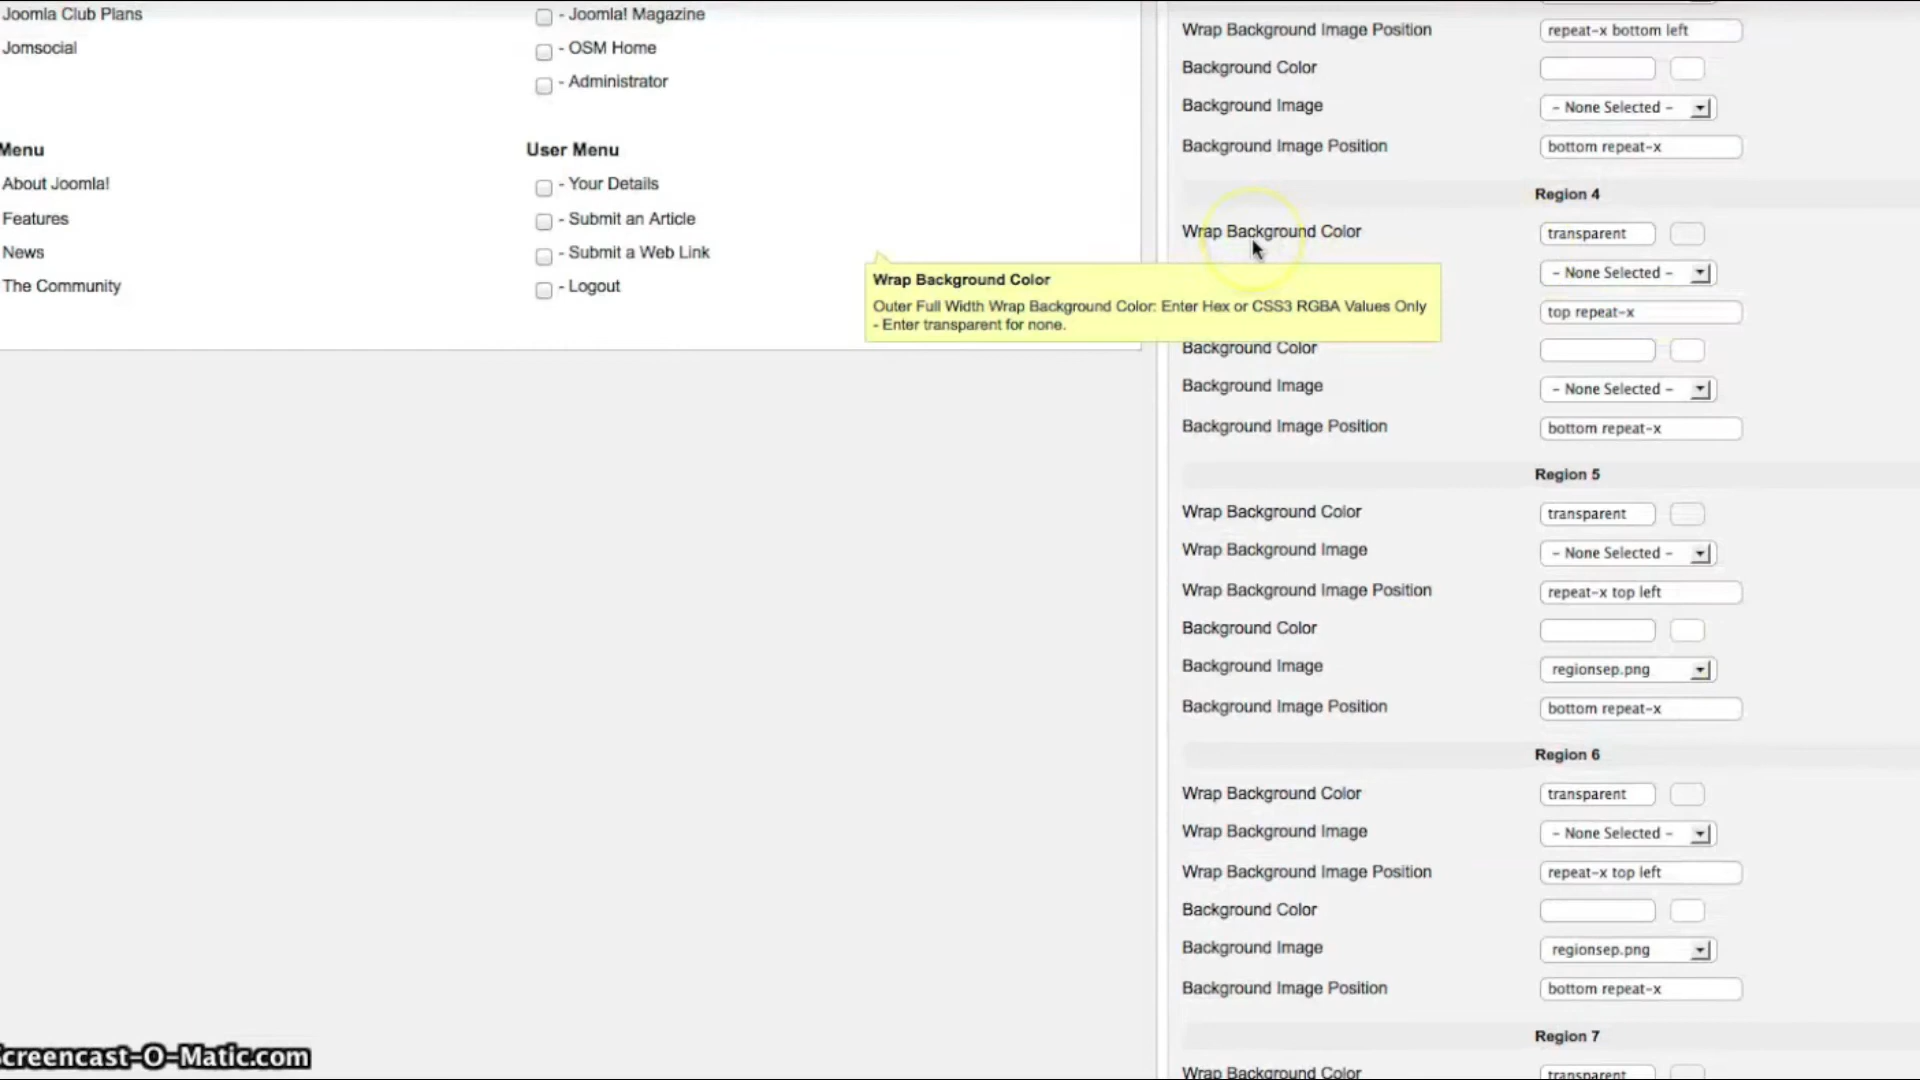 Joomla Club Plans
Jomsocial
- Joomla! Magazine
- OSM Home
- Administrator
Menu
About Joomla!
Features
News
The Community
User Menu
- Your Details
- Submit an Article
- Submit a Web Link
- Logout
Wrap Background Image Position repeat-x bottom left
Background Color
Background Image - None Selected -
Background Image Position bottom repeat-x
Region 4
Wrap Background Color transparent
- None Selected -
top repeat-x
Wrap Background Color
Outer Full Width Wrap Background Color: Enter Hex or CSS3 RGBA Values Only
- Enter transparent for none.
Background Color
Background Image - None Selected -
Background Image Position bottom repeat-x
Region 5
Wrap Background Color transparent
Wrap Background Image - None Selected -
Wrap Background Image Position repeat-x top left
Background Color
Background Image regionsep.png
Background Image Position bottom repeat-x
Region 6
Wrap Background Color transparent
Wrap Background Image - None Selected -
Wrap Background Image Position repeat-x top left
Background Color
Background Image regionsep.png
Background Image Position bottom repeat-x
Region 7
Wrap Background Color transparent
Screencast-O-Matic.com